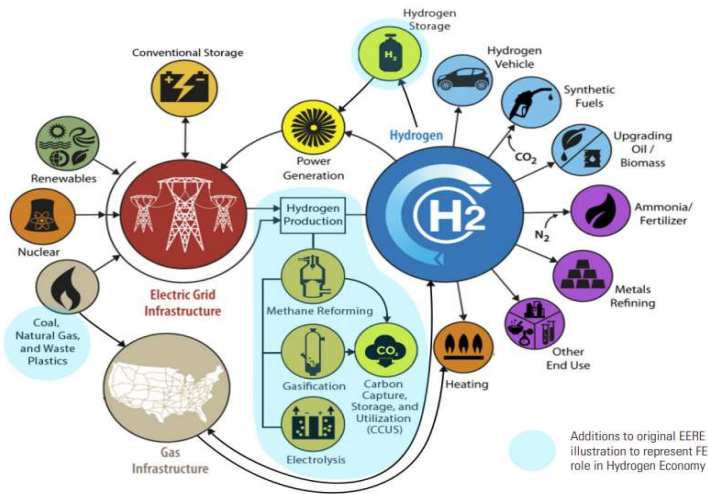 Hydrogen
Storage
H₂
Conventional Storage
Hydrogen
Vehicle
Synthetic
Fuels
Hydrogen
CO₂
Upgrading
Oil /
Biomass
Renewables
Power
Generation
Hydrogen
Production
H2
Ammonia/
Fertilizer
N₂
Nuclear
Electric Grid
Infrastructure
Methane Reforming
Metals
Refining
Coal,
Natural Gas,
and Waste
Plastics
CO₂
Gasification
Carbon
Capture,
Storage, and
Utilization
(CCUS)
Heating
Other
End Use
Electrolysis
Gas
Infrastructure
Additions to original EERE
illustration to represent FE
role in Hydrogen Economy